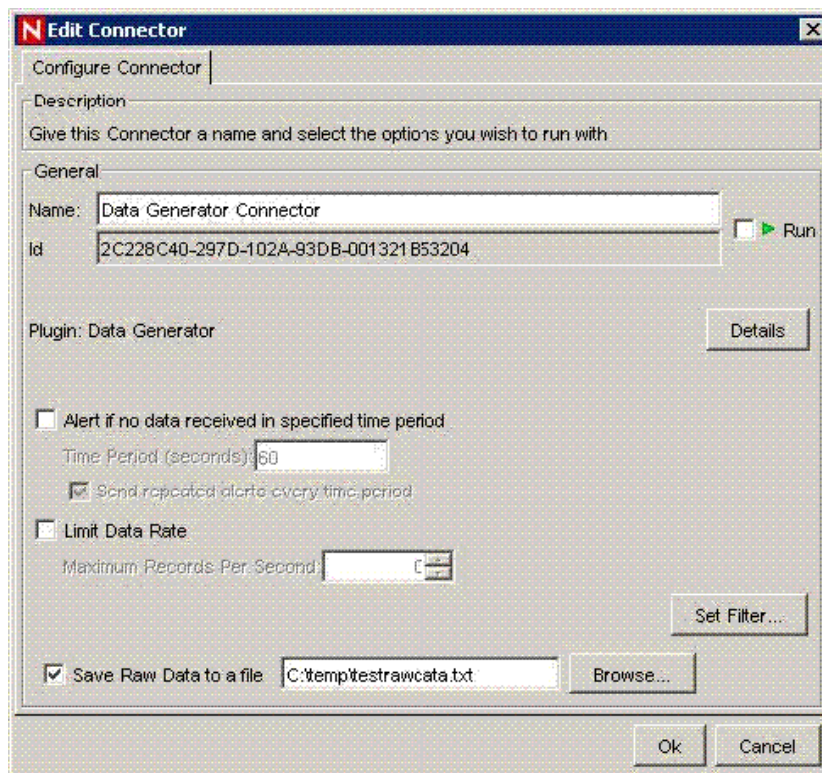 N Edit Connector
Configure Connector
Description
Give this Connector a name and select the options you wish to run with
General
Name: Data Generator Connector
Run
Id 2C228C40-297D-102A-93DB-001321B53204
Plugin: Data Generator
Details
Alert if no data received in specified time period
Time Period (seconds): 60
Send repeated alerts every time period
Limit Data Rate
Maximum Records Per Second: 0
Set Filter...
Save Raw Data to a file C:\temp\testrawcata.txt Browse...
Ok Cancel